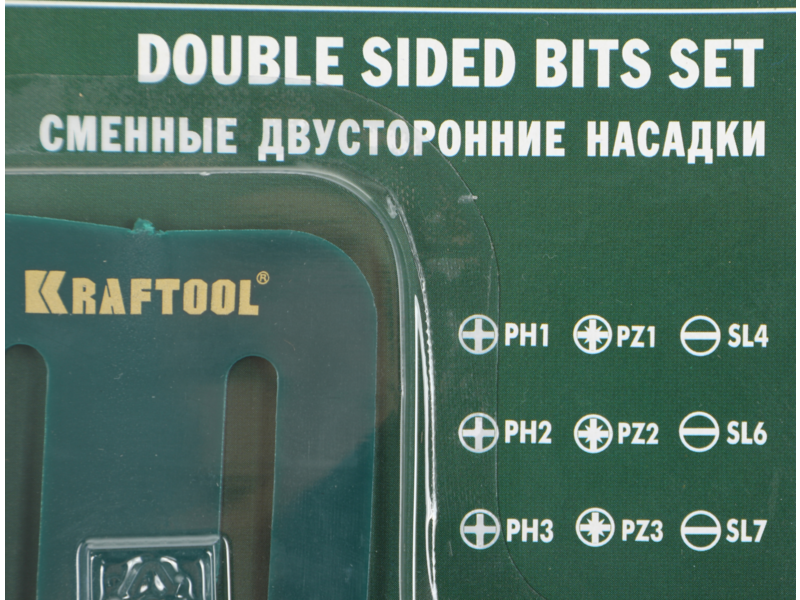 DOUBLE SIDED BITS SET
СМЕННЫЕ ДВУСТОРОННИЕ НАСАДКИ
KRAFTOOL®
PH1 PZ1 SL4
PH2 PZ2 SL6
PH3 PZ3 SL7